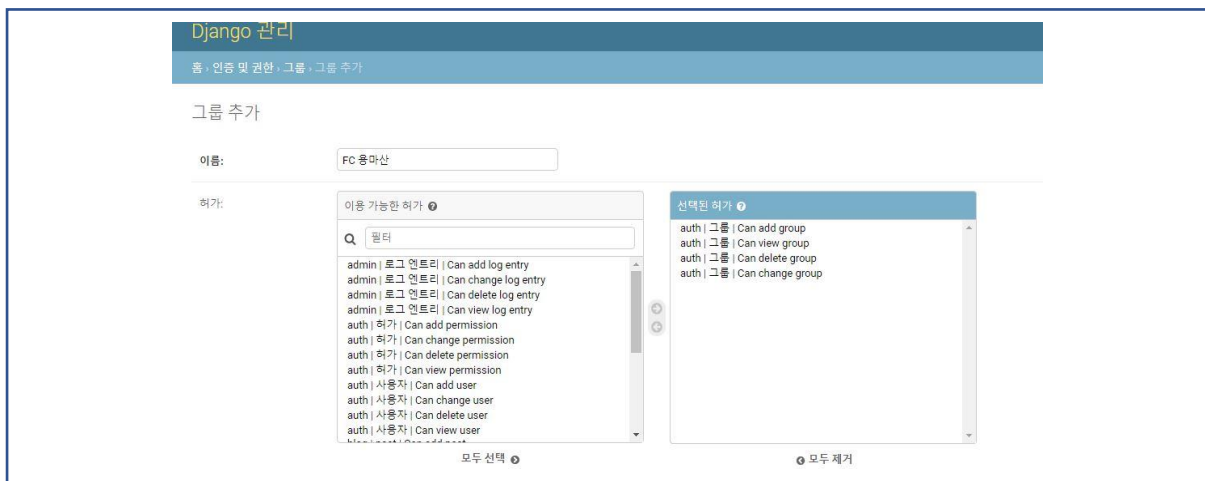 Django 관리
홈 › 인증 및 권한 › 그룹 › 그룹 추가
그룹 추가
이름:
FC 용마산
허가:
이용 가능한 허가
필터
admin | 로그 엔트리 | Can add log entry
admin | 로그 엔트리 | Can change log entry
admin | 로그 엔트리 | Can delete log entry
admin | 로그 엔트리 | Can view log entry
auth | 허가 | Can add permission
auth | 허가 | Can change permission
auth | 허가 | Can delete permission
auth | 허가 | Can view permission
auth | 사용자 | Can add user
auth | 사용자 | Can change user
auth | 사용자 | Can delete user
auth | 사용자 | Can view user
blog | post | Can add post
모두 선택
선택된 허가
auth | 그룹 | Can add group
auth | 그룹 | Can view group
auth | 그룹 | Can delete group
auth | 그룹 | Can change group
모두 제거